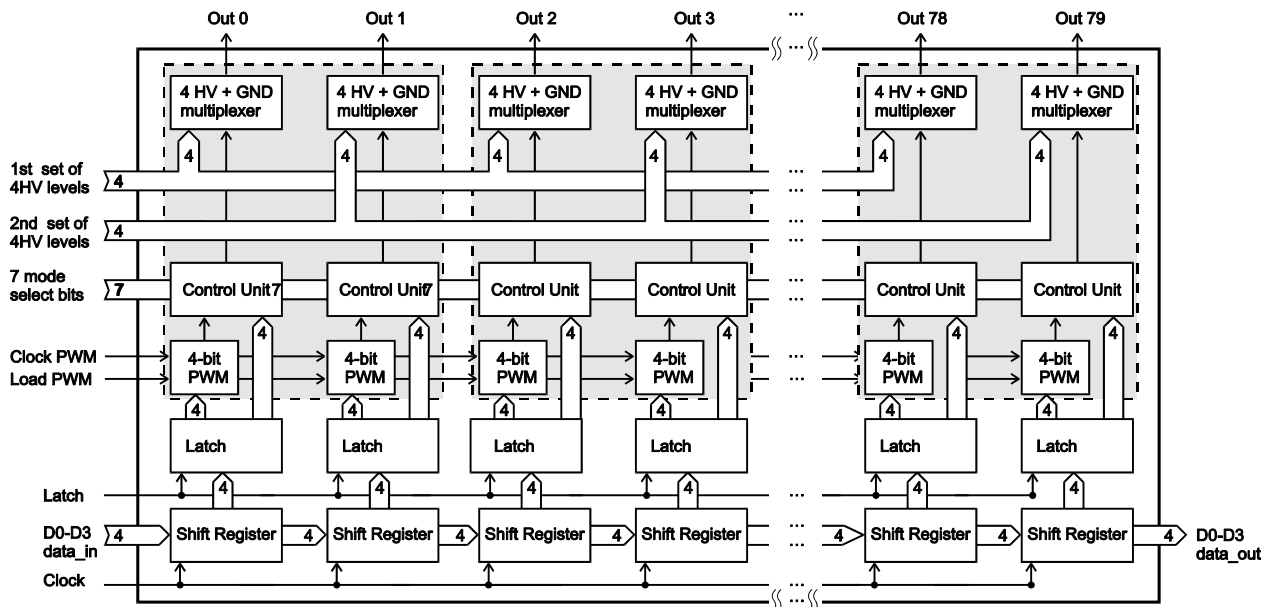 Out 0 Out 1 Out 2 Out 3 ... Out 78 Out 79
...
4 HV + GND multiplexer
4 HV + GND multiplexer
4 HV + GND multiplexer
4 HV + GND multiplexer
4 HV + GND multiplexer
4 HV + GND multiplexer
4 4 4 4 4 4
1st set of
4HV levels
4
...
2nd set of
4HV levels
4
...
7 mode
select bits
7
Control Unit 7
Control Unit 7
Control Unit
Control Unit
...
Control Unit
Control Unit
4 4 4 4 4 4
Clock PWM
Load PWM
4-bit PWM
4-bit PWM
4-bit PWM
4-bit PWM
...
...
4-bit PWM
4-bit PWM
4 4 4 4 4 4
Latch Latch Latch Latch Latch Latch
Latch
...
4 4 4 4 4 4
D0-D3
data_in
4
Shift Register
4
Shift Register
4
Shift Register
4
Shift Register
4
...
4
Shift Register
4
Shift Register
4
D0-D3
data_out
Clock
...
...